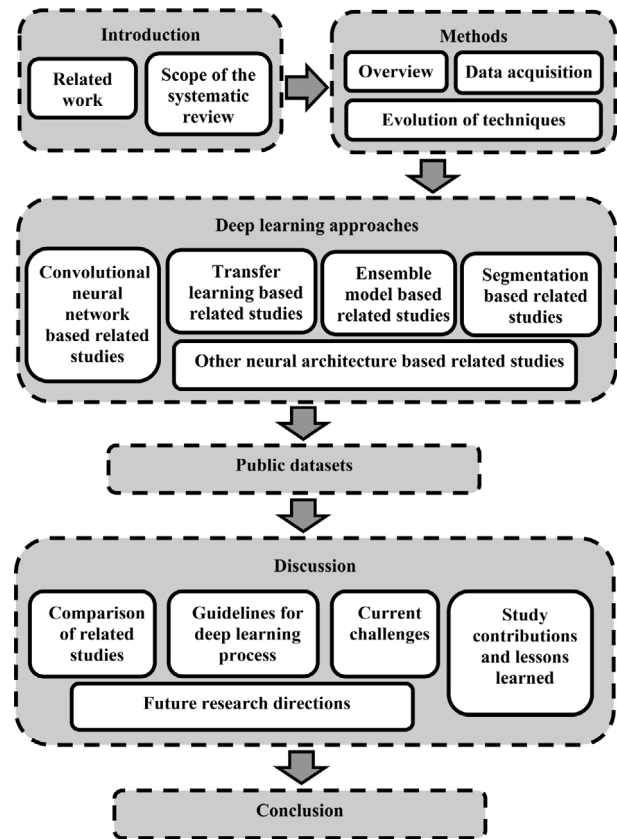 Introduction
Related
work
Scope of the
systematic
review
Methods
Overview
Data acquisition
Evolution of techniques
Deep learning approaches
Convolutional
neural
network
based related
studies
Transfer
learning based
related studies
Ensemble
model based
related studies
Segmentation
based related
studies
Other neural architecture based related studies
Public datasets
Discussion
Comparison
of related
studies
Guidelines for
deep learning
process
Current
challenges
Study
contributions
and lessons
learned
Future research directions
Conclusion